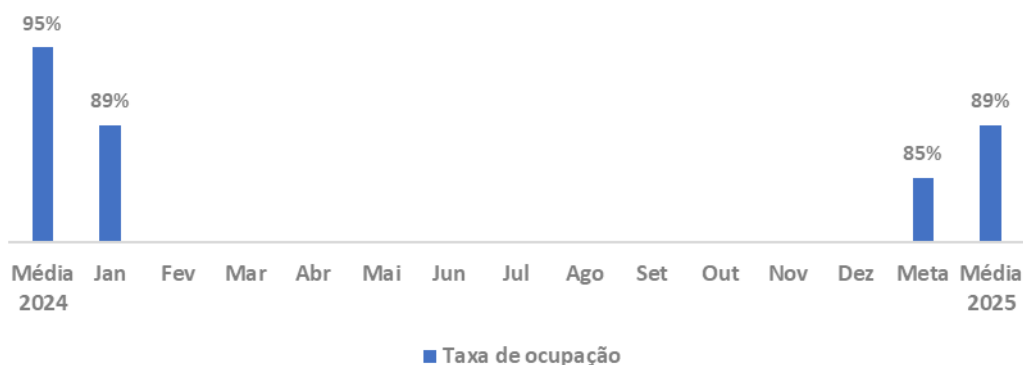 95%
89%
89%
85%
Média Jan Fev Mar Abr Mai Jun Jul Ago Set Out Nov Dez Meta Média
2024 2025
Taxa de ocupação